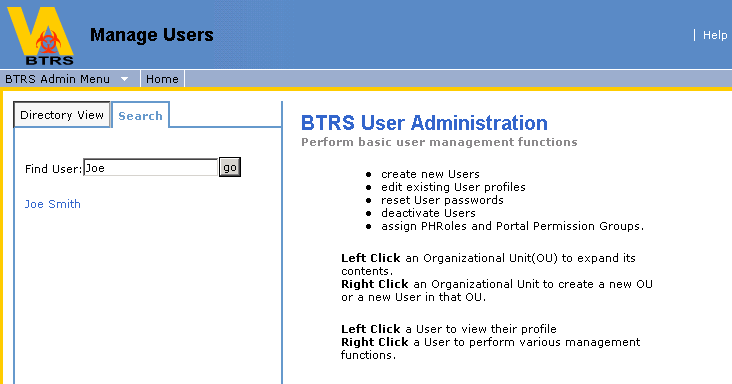 VA
BTRS
Manage Users
| Help
BTRS Admin Menu
Home
Directory View
Search
Find User: Joe go
Joe Smith
BTRS User Administration
Perform basic user management functions
• create new Users
• edit existing User profiles
• reset User passwords
• deactivate Users
• assign PHRoles and Portal Permission Groups.
Left Click an Organizational Unit(OU) to expand its
contents.
Right Click an Organizational Unit to create a new OU
or a new User in that OU.
Left Click a User to view their profile
Right Click a User to perform various management
functions.